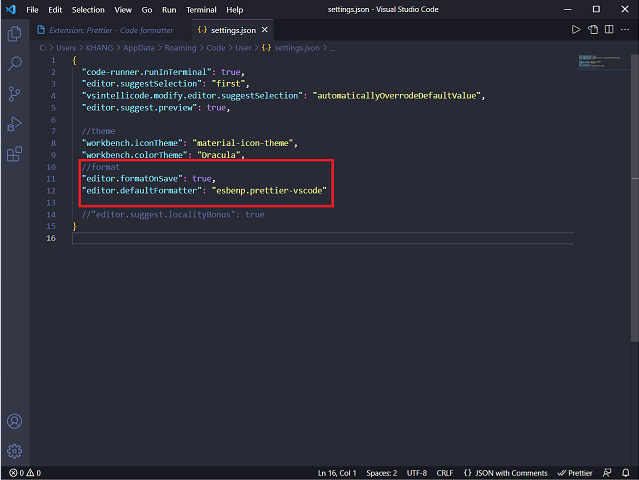 File Edit Selection View Go Run Terminal Help settings.json - Visual Studio Code
Extension: Prettier - Code formatter {} settings.json
C: > Users > KHANG > AppData > Roaming > Code > User > {} settings.json > ...
1 {
2 "code-runner.runInTerminal": true,
3 "editor.suggestSelection": "first",
4 "vsintellicode.modify.editor.suggestSelection": "automaticallyOverrodeDefaultValue",
5 "editor.suggest.preview": true,
6
7 //theme
8 "workbench.iconTheme": "material-icon-theme",
9 "workbench.colorTheme": "Dracula",
10 //format
11 "editor.formatOnSave": true,
12 "editor.defaultFormatter": "esbenp.prettier-vscode"
13
14 //"editor.suggest.localityBonus": true
15 }
16
0 0 Ln 16, Col 1 Spaces: 2 UTF-8 CRLF {} JSON with Comments Prettier